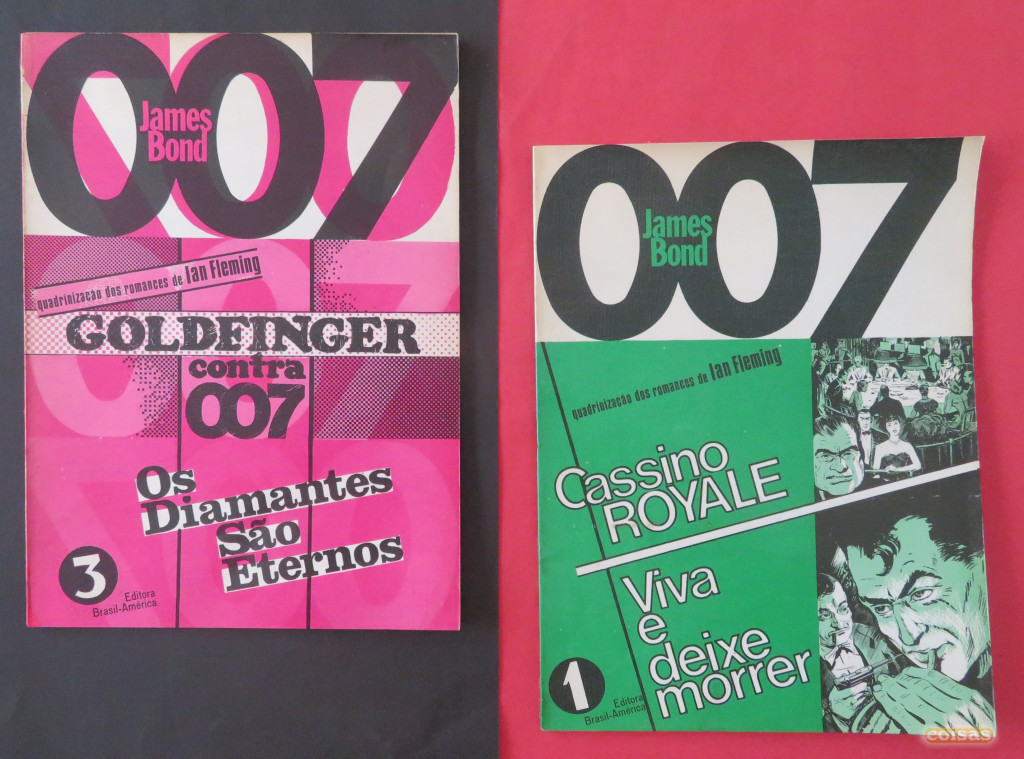 007
James
Bond
quadrinização dos romances de Ian Fleming
GOLDFINGER
contra
007
Os
Diamantes
São
Eternos
3
Editora
Brasil-América
007
James
Bond
quadrinização dos romances de Ian Fleming
Cassino
ROYALE
Viva
e
deixe
morrer
1
Editora
Brasil-América
coisas